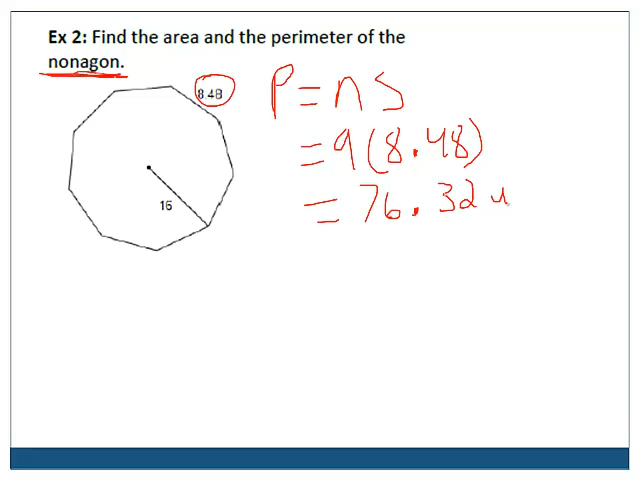 Ex 2: Find the area and the perimeter of the
nonagon.
8.48
P = n s
= 9 ( 8.48 )
16
= 76.32 u